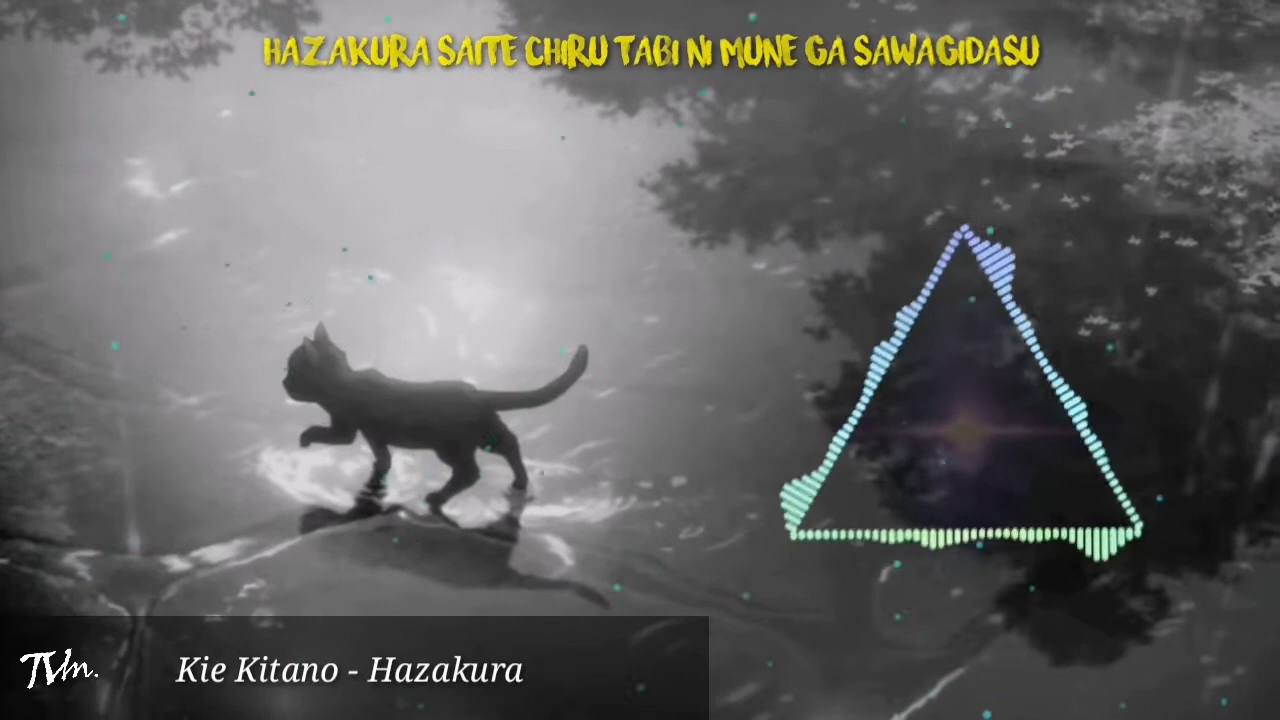 HAZAKURA SAITE CHIRU TABI NI MUNE GA SAWAGIDASU
TVm.
Kie Kitano - Hazakura